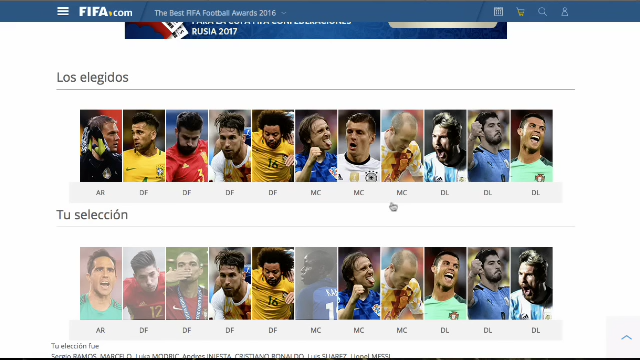 FIFA.com
The Best FIFA Football Awards 2016
PARA LA COPA FIFA CONFEDERACIONES
RUSIA 2017
Los elegidos
AR DF DF DF DF MC MC MC DL DL DL
Tu selección
AR DF DF DF DF MC MC MC DL DL DL
Tu elección fue
Sergio RAMOS, MARCELO, Luka MODRIC, Andres INIESTA, CRISTIANO RONALDO, Luis SUAREZ, Lionel MESSI